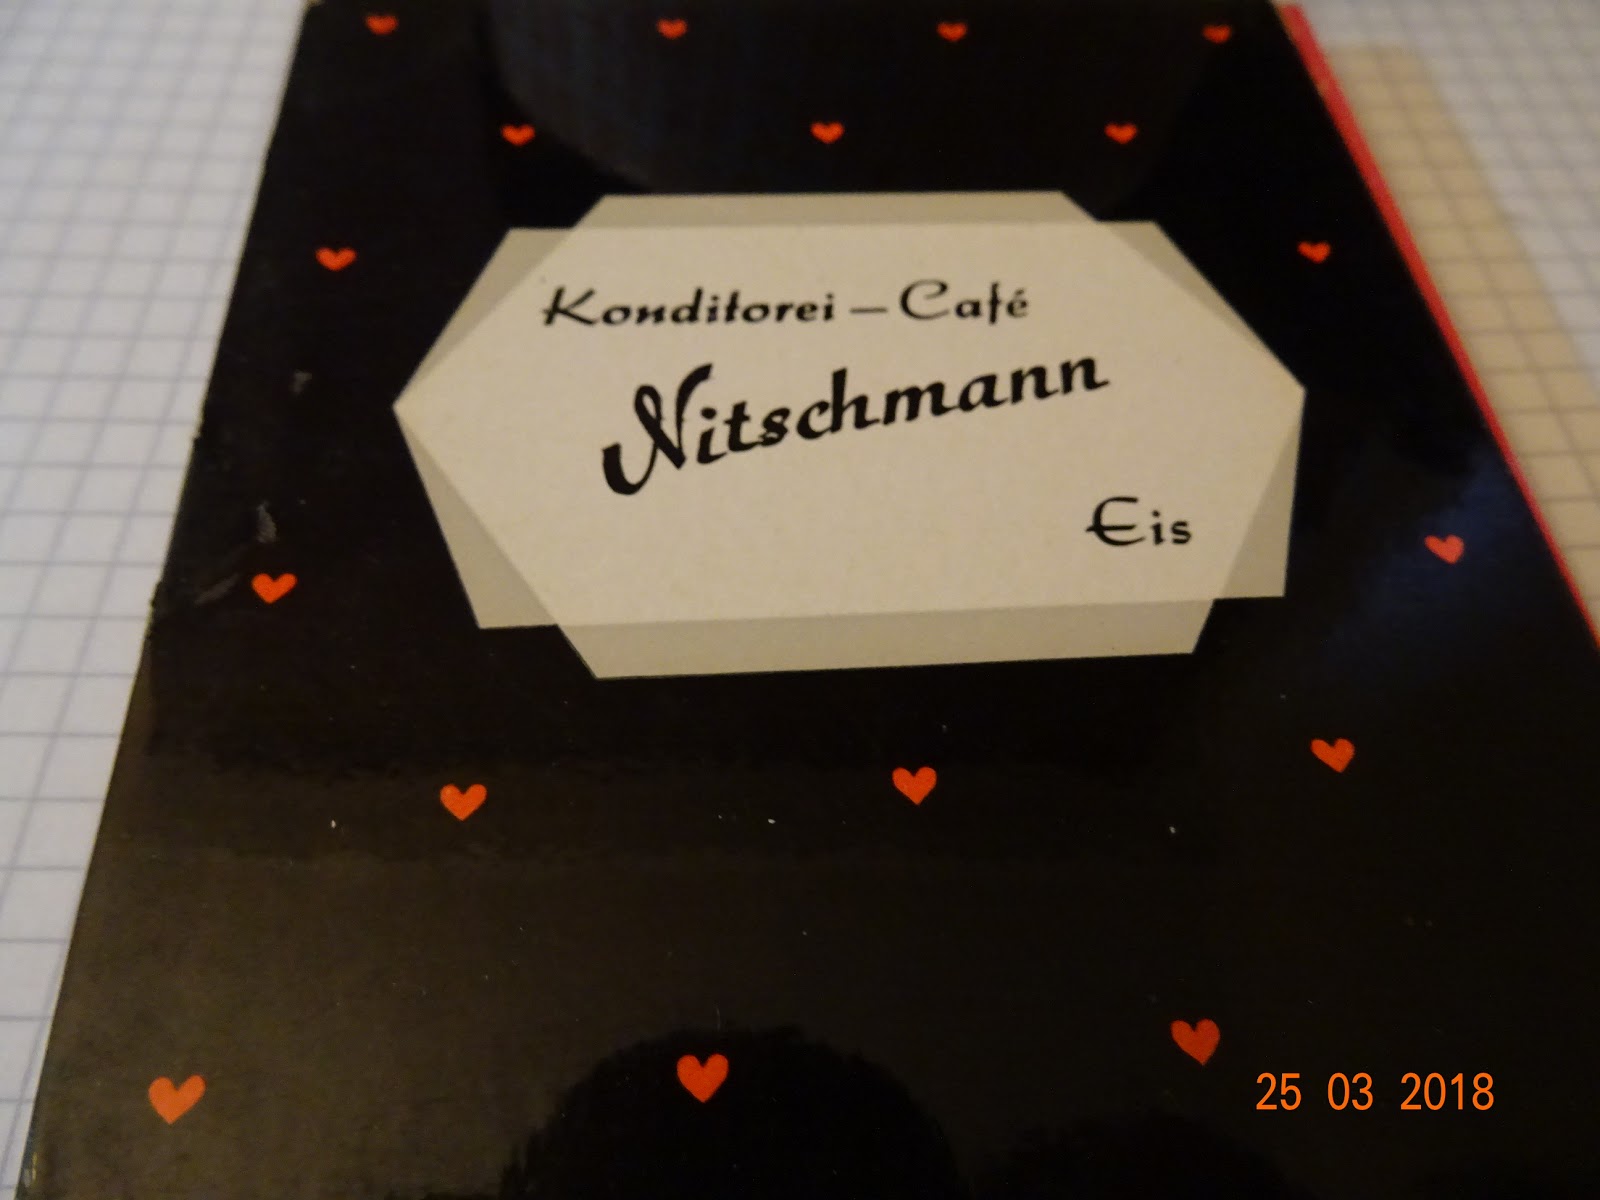 Konditorei – Café
Nitschmann
Eis
25 03 2018